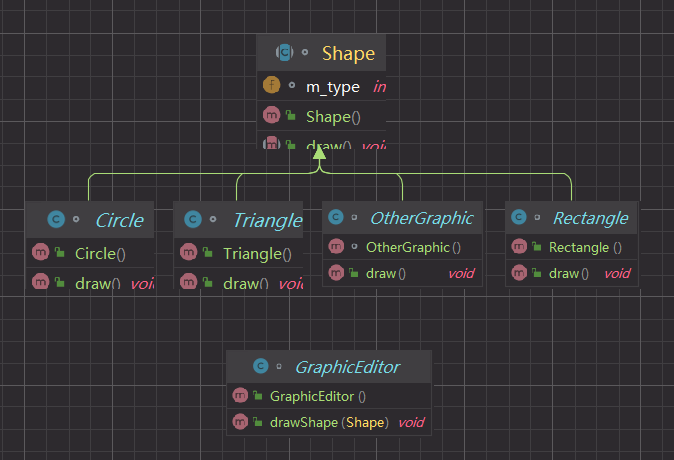 Shape
m_type in
Shape()
draw() voi
Circle
Circle()
draw() voi
Triangle
Triangle()
draw() voi
OtherGraphic
OtherGraphic()
draw() void
Rectangle
Rectangle()
draw() void
GraphicEditor
GraphicEditor()
drawShape(Shape) void